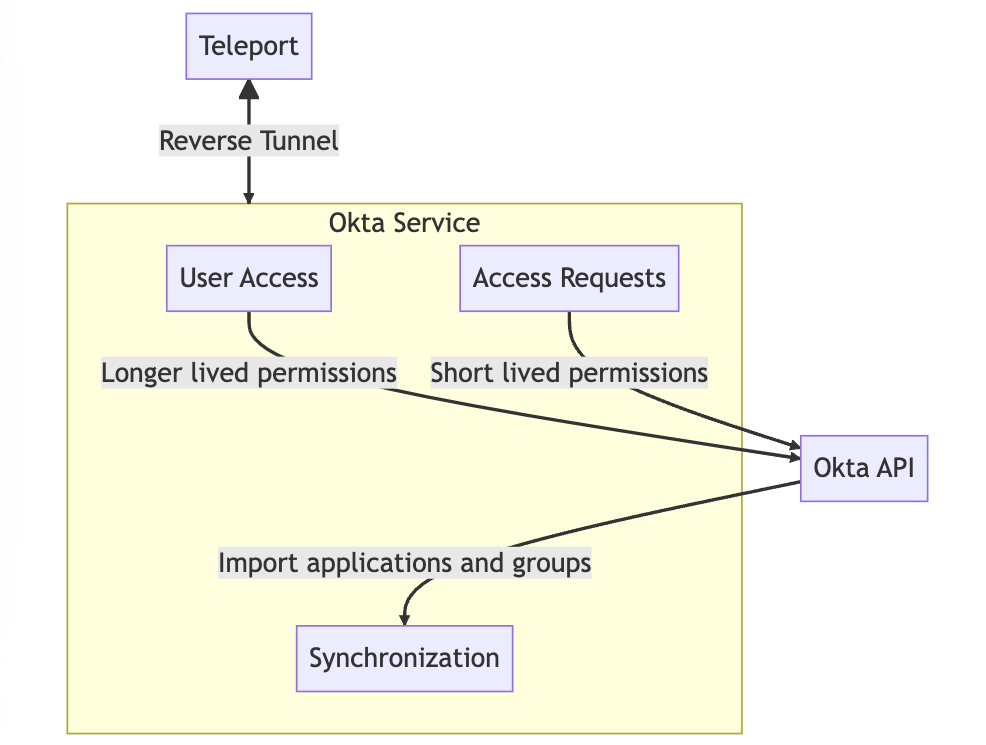 Teleport
Reverse Tunnel
Okta Service
User Access
Access Requests
Longer lived permissions
Short lived permissions
Okta API
Import applications and groups
Synchronization